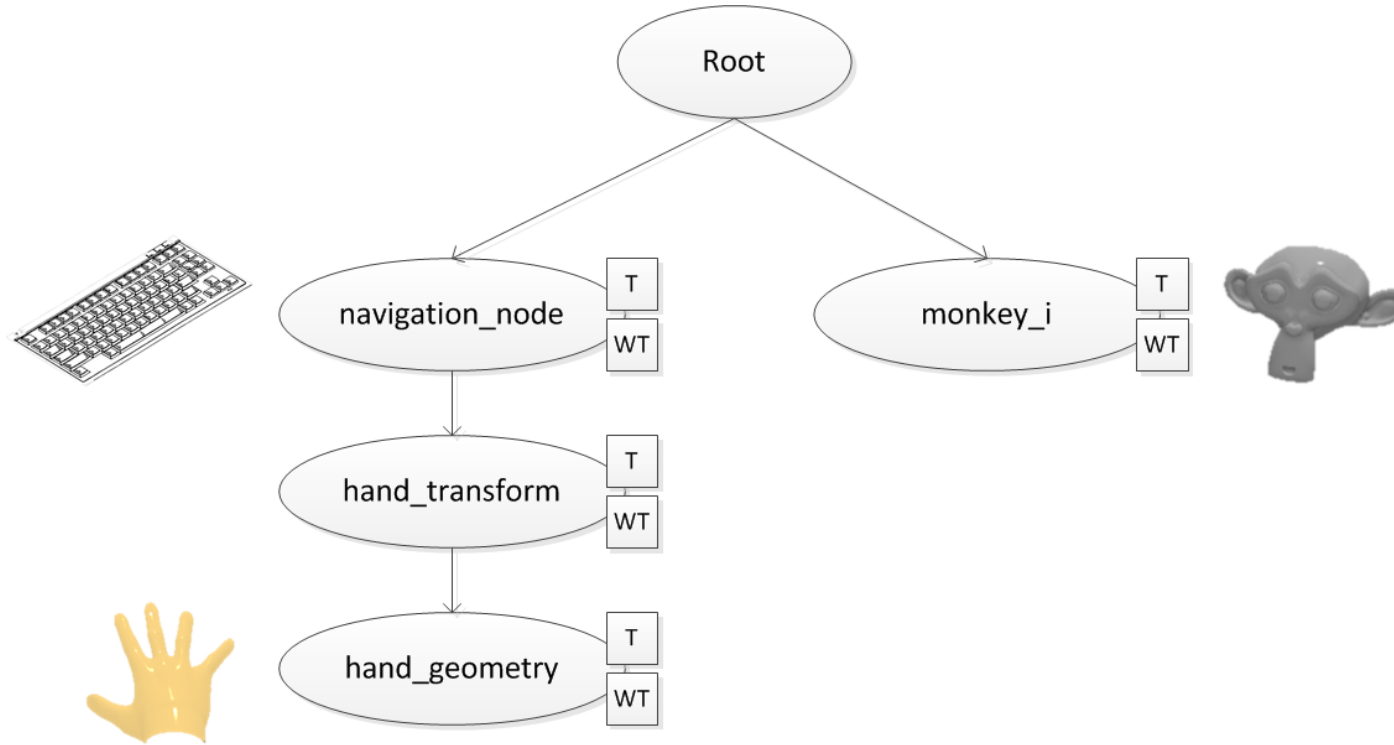 Root
navigation_node
T
WT
monkey_i
T
WT
hand_transform
T
WT
hand_geometry
T
WT